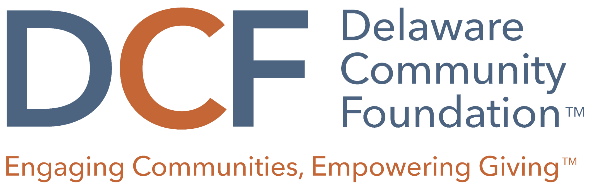 DCF
Delaware
Community
Foundation™
Engaging Communities, Empowering Giving™